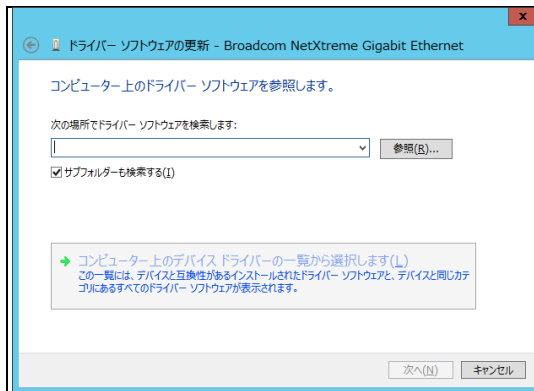 x
ドライバー ソフトウェアの更新 - Broadcom NetXtreme Gigabit Ethernet
コンピューター上のドライバー ソフトウェアを参照します。
次の場所でドライバー ソフトウェアを検索します:
参照(R)...
サブフォルダーも検索する(I)
コンピューター上のデバイス ドライバーの一覧から選択します(L)
この一覧には、デバイスと互換性があるインストールされたドライバー ソフトウェアと、デバイスと同じカテ
ゴリにあるすべてのドライバー ソフトウェアが表示されます。
次へ(N)
キャンセル